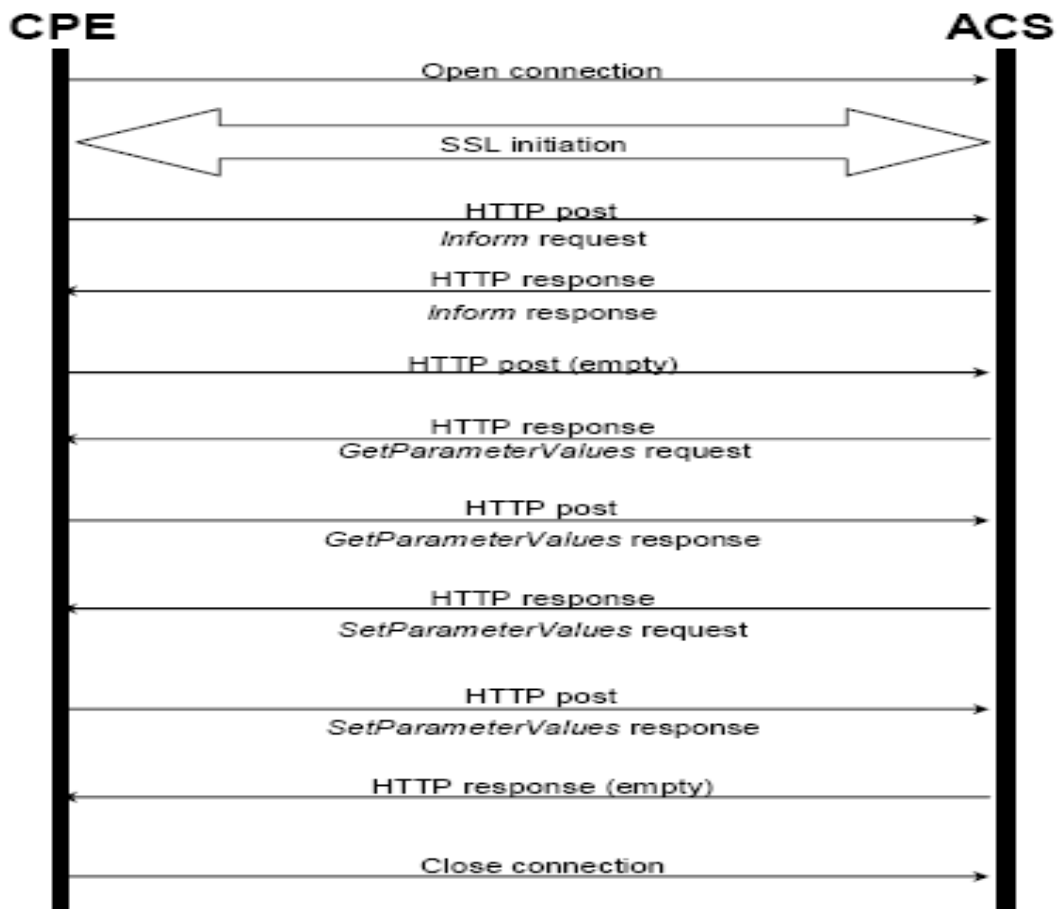 CPE
ACS
Open connection
SSL initiation
HTTP post
Inform request
HTTP response
Inform response
HTTP post (empty)
HTTP response
GetParameterValues request
HTTP post
GetParameterValues response
HTTP response
SetParameterValues request
HTTP post
SetParameterValues response
HTTP response (empty)
Close connection